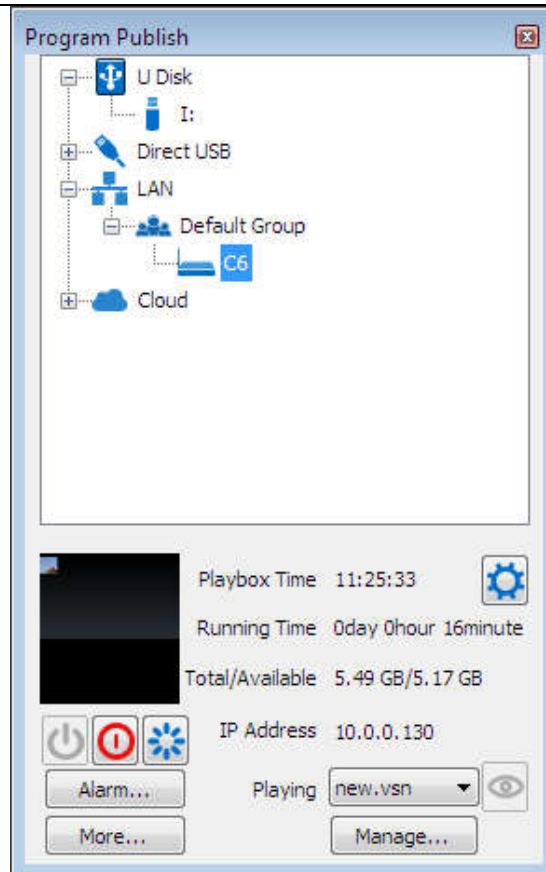 Program Publish
U Disk
I:
Direct USB
LAN
Default Group
C6
Cloud
Playbox Time 11:25:33
Running Time 0day 0hour 16minute
Total/Available 5.49 GB/5.17 GB
IP Address 10.0.0.130
Alarm... Playing new.vsn
More... Manage...